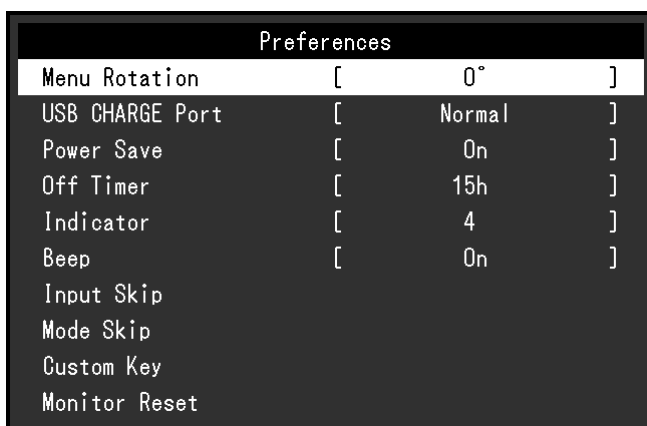 Preferences
Menu Rotation [ 0° ]
USB CHARGE Port [ Normal ]
Power Save [ On ]
Off Timer [ 15h ]
Indicator [ 4 ]
Beep [ On ]
Input Skip
Mode Skip
Custom Key
Monitor Reset